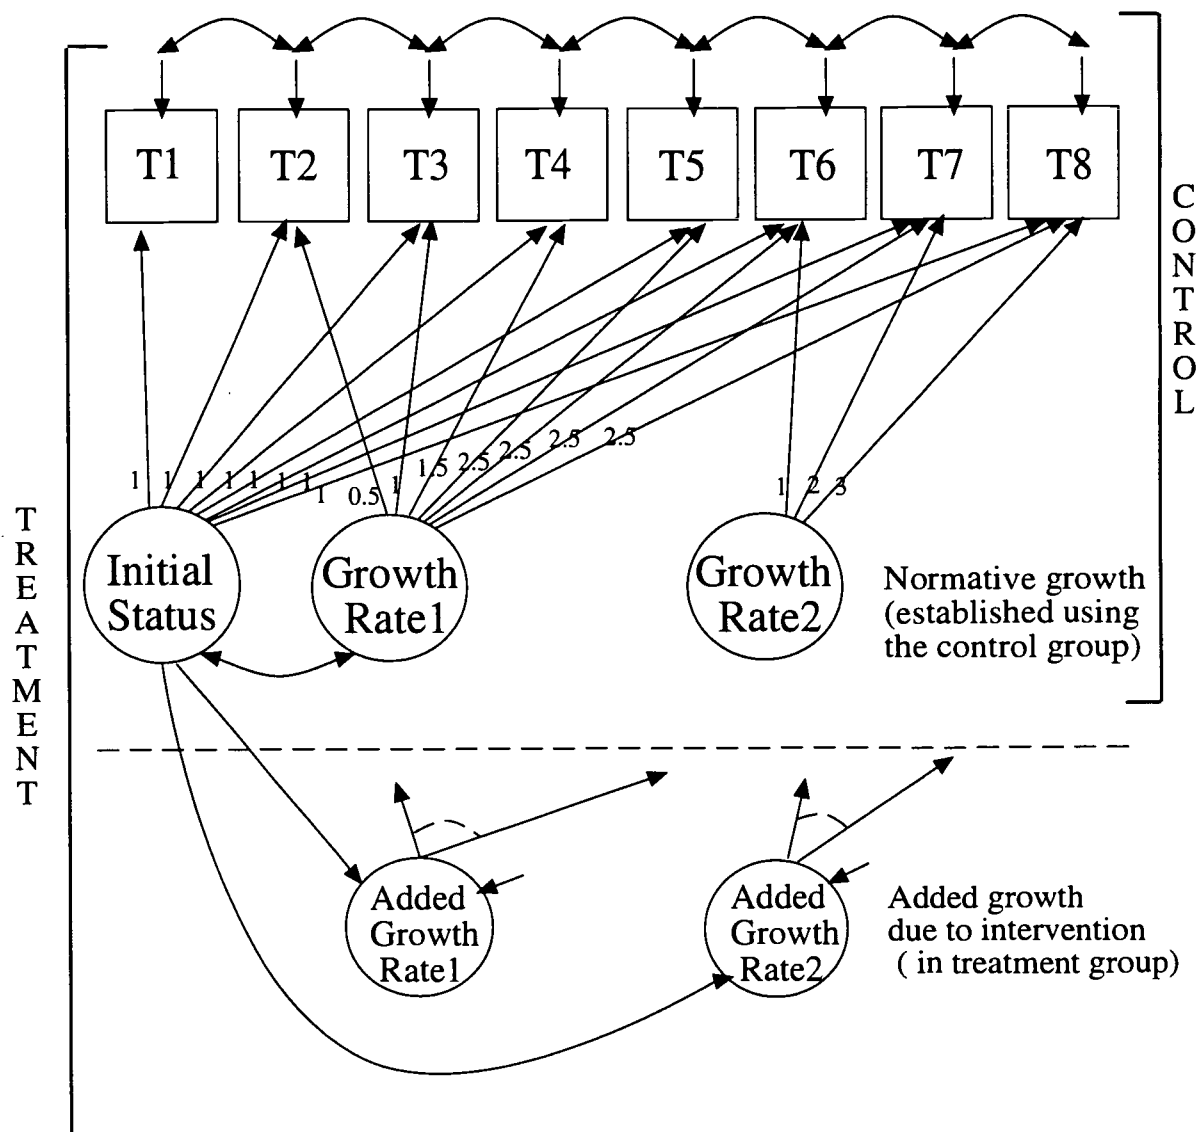 T1 T2 T3 T4 T5 T6 T7 T8
CONTROL
1 1 1 1 1 1 1 1 0.5 1 1.5 2.5 2.5 2.5 2.5 1 2 3
TREATMENT
Initial
Status
Growth
Rate1
Growth
Rate2
Normative growth
(established using
the control group)
Added
Growth
Rate1
Added
Growth
Rate2
Added growth
due to intervention
( in treatment group)